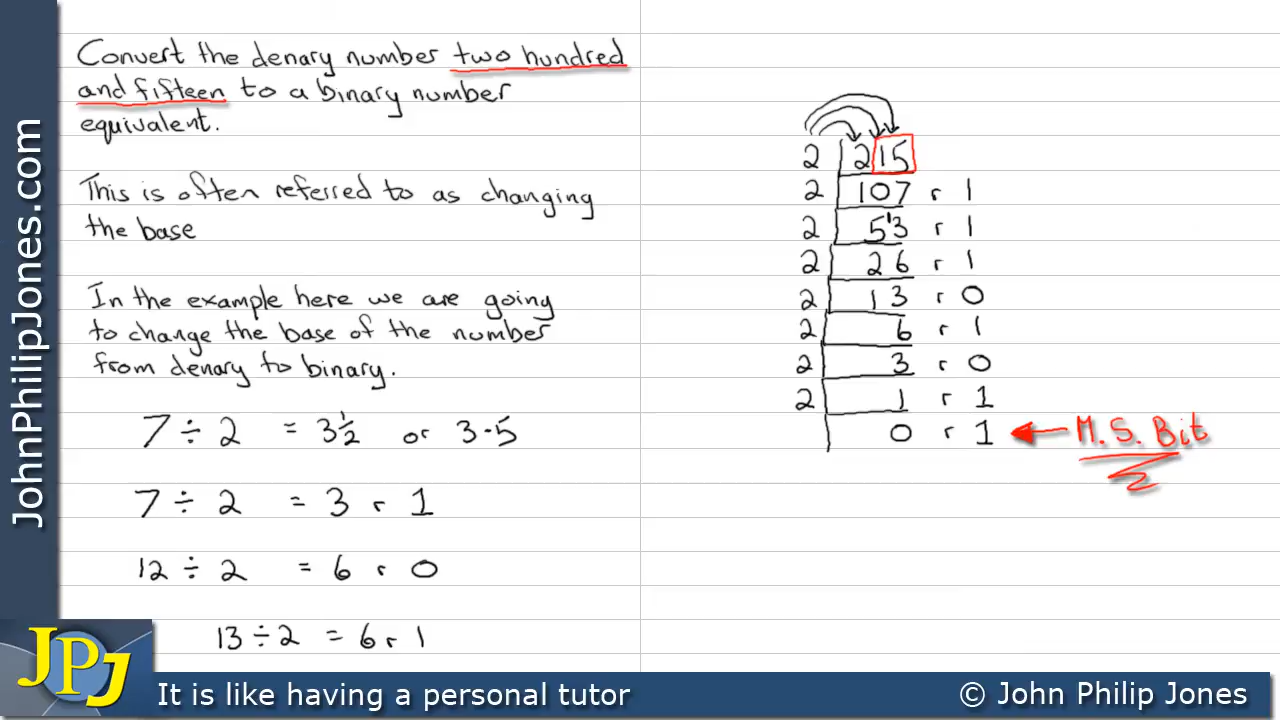 JohnPhilipJones.com
Convert the denary number two hundred
and fifteen to a binary number
equivalent.
This is often referred to as changing
the base
In the example here we are going
to change the base of the number
from denary to binary.
7 ÷ 2 = 3½ or 3·5
7 ÷ 2 = 3 r 1
12 ÷ 2 = 6 r 0
13 ÷ 2 = 6 r 1
2 215
2 107 r 1
2 5¹3 r 1
2 26 r 1
2 13 r 0
2 6 r 1
2 3 r 0
2 1 r 1
0 r 1 M.S. Bit
JPJ
It is like having a personal tutor
© John Philip Jones